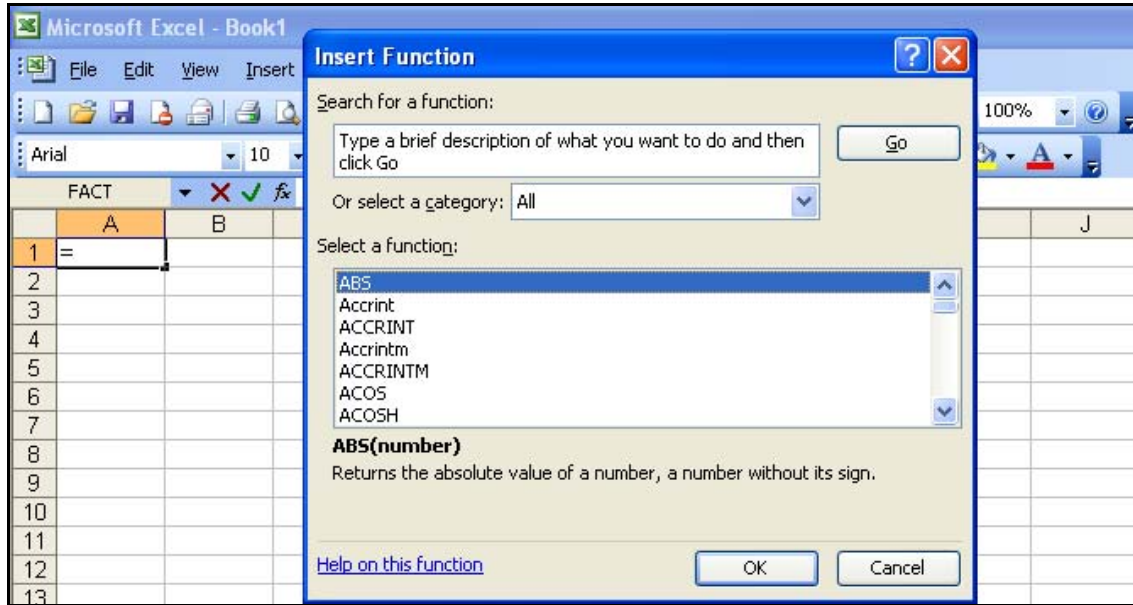 Microsoft Excel - Book1
File Edit View Insert
100%
Arial 10
FACT fx
A B J
1 =
2
3
4
5
6
7
8
9
10
11
12
13
Insert Function
Search for a function:
Type a brief description of what you want to do and then
click Go
Go
Or select a category: All
Select a function:
ABS
Accrint
ACCRINT
Accrintm
ACCRINTM
ACOS
ACOSH
ABS(number)
Returns the absolute value of a number, a number without its sign.
Help on this function
OK Cancel